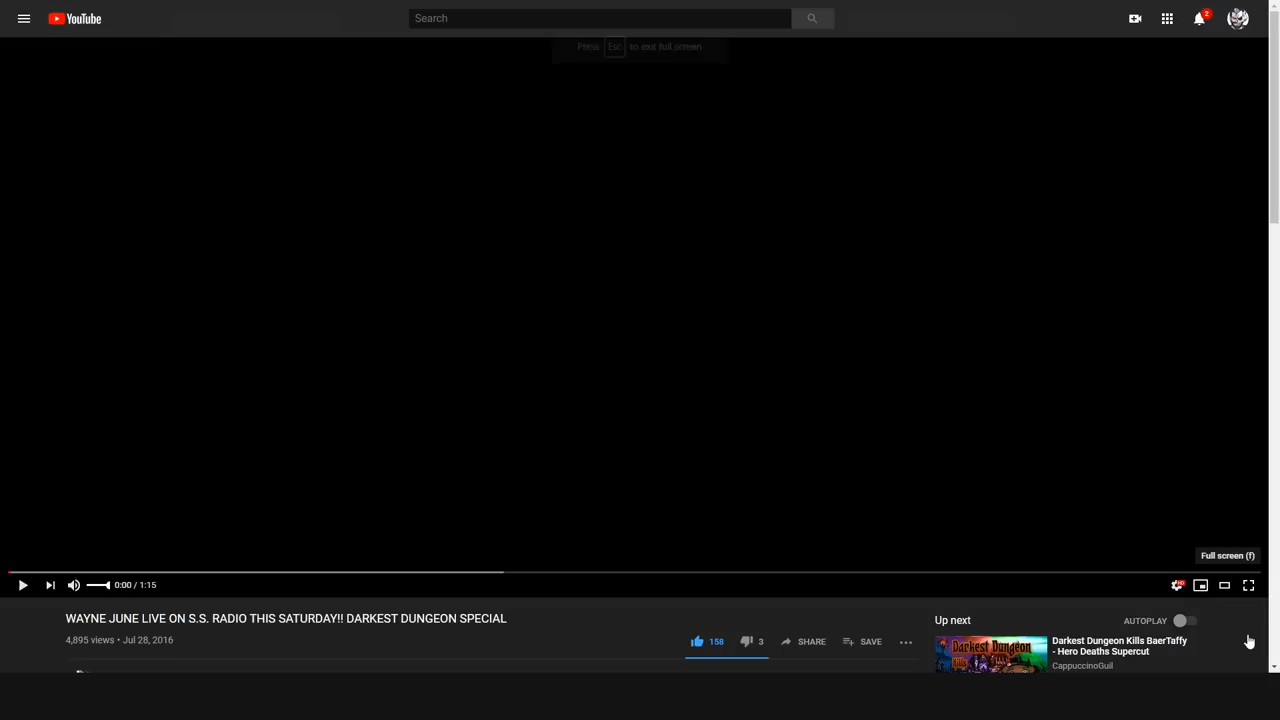 YouTube
Search
2
Press Esc to exit full screen
Full screen (f)
0:00 / 1:15
HD
WAYNE JUNE LIVE ON S.S. RADIO THIS SATURDAY!! DARKEST DUNGEON SPECIAL
4,895 views • Jul 28, 2016
158
3
SHARE
SAVE
Up next
AUTOPLAY
Darkest Dungeon
Darkest Dungeon Kills BaerTaffy
- Hero Deaths Supercut
CappuccinoGuil